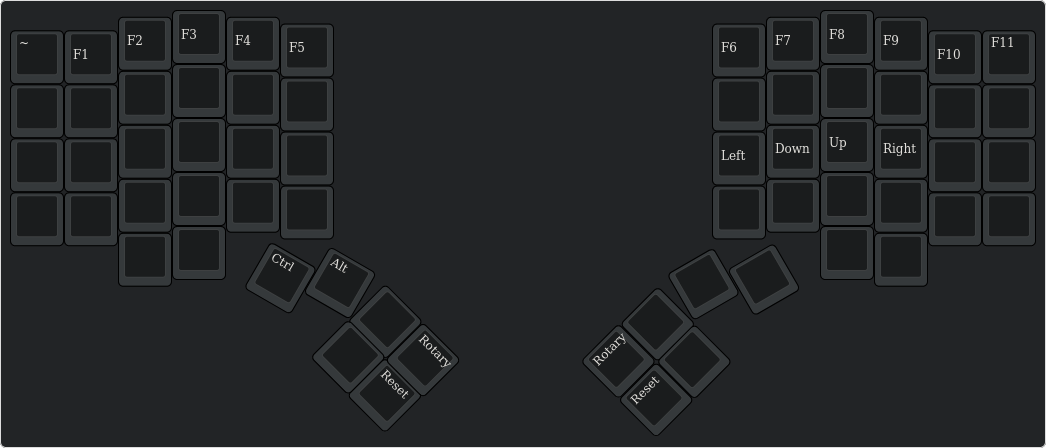 ~
F1
F2
F3
F4
F5
F6
F7
F8
F9
F10
F11
Left
Down
Up
Right
Ctrl
Alt
Rotary
Reset
Rotary
Reset